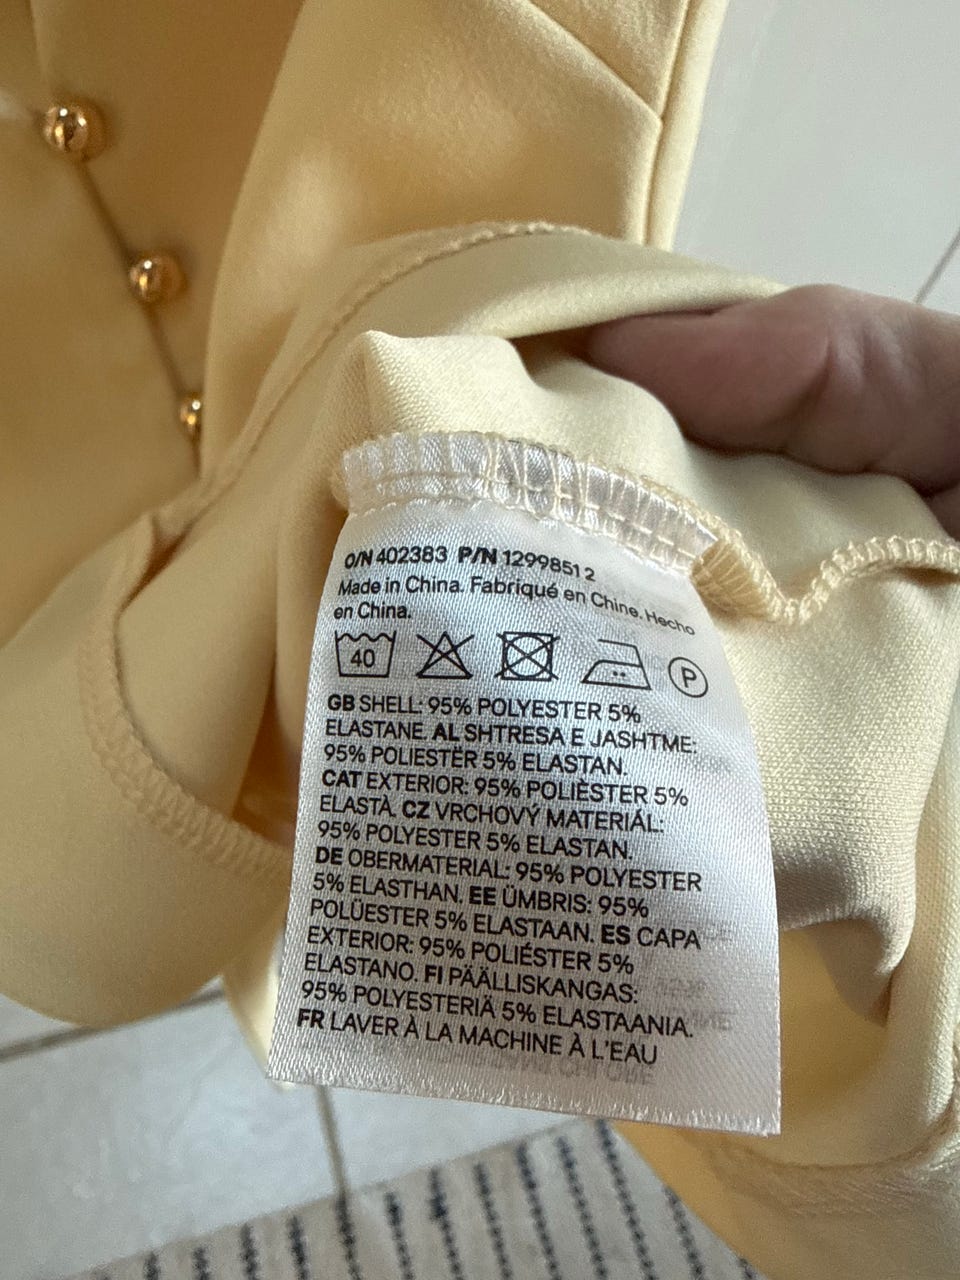 O/N 402383 P/N 1299851 2
Made in China. Fabriqué en Chine. Hecho
en China.
40
P
GB SHELL: 95% POLYESTER 5%
ELASTANE. AL SHTRESA E JASHTME:
95% POLIESTËR 5% ELASTAN.
CAT EXTERIOR: 95% POLIÈSTER 5%
ELASTÀ. CZ VRCHOVÝ MATERIÁL:
95% POLYESTER 5% ELASTAN.
DE OBERMATERIAL: 95% POLYESTER
5% ELASTHAN. EE ÜMBRIS: 95%
POLÜESTER 5% ELASTAAN. ES CAPA
EXTERIOR: 95% POLIÉSTER 5%
ELASTANO. FI PÄÄLLISKANGAS:
95% POLYESTERIÄ 5% ELASTAANIA.
FR LAVER À LA MACHINE À L'EAU